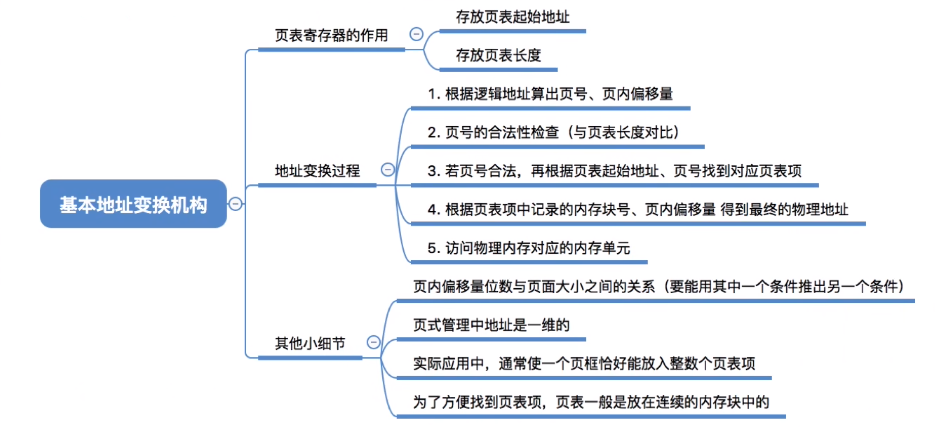 基本地址变换机构
页表寄存器的作用
存放页表起始地址
存放页表长度
地址变换过程
1. 根据逻辑地址算出页号、页内偏移量
2. 页号的合法性检查（与页表长度对比）
3. 若页号合法，再根据页表起始地址、页号找到对应页表项
4. 根据页表项中记录的内存块号、页内偏移量 得到最终的物理地址
5. 访问物理内存对应的内存单元
其他小细节
页内偏移量位数与页面大小之间的关系（要能用其中一个条件推出另一个条件）
页式管理中地址是一维的
实际应用中，通常使一个页框恰好能放入整数个页表项
为了方便找到页表项，页表一般是放在连续的内存块中的